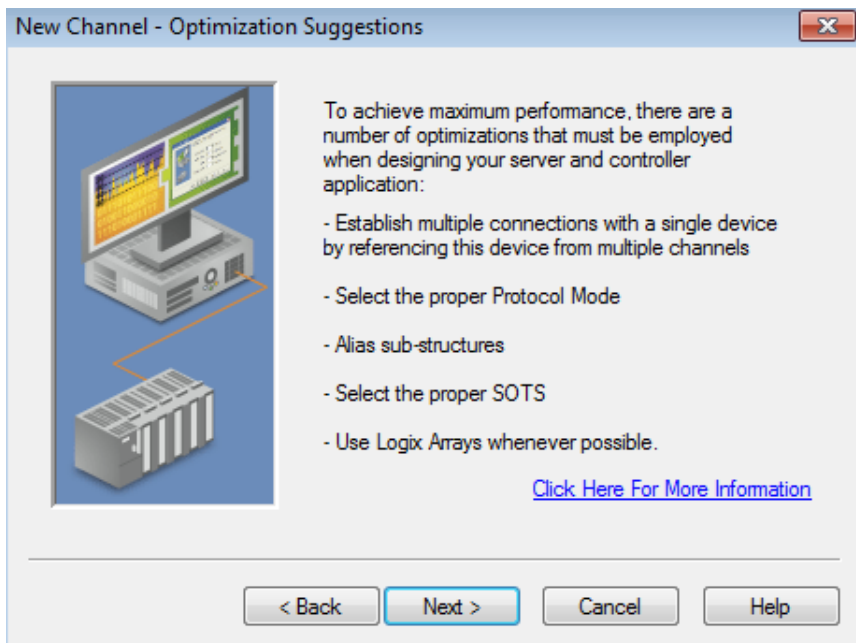 New Channel - Optimization Suggestions
To achieve maximum performance, there are a
number of optimizations that must be employed
when designing your server and controller
application:
- Establish multiple connections with a single device
by referencing this device from multiple channels
- Select the proper Protocol Mode
- Alias sub-structures
- Select the proper SOTS
- Use Logix Arrays whenever possible.
Click Here For More Information
< Back Next > Cancel Help